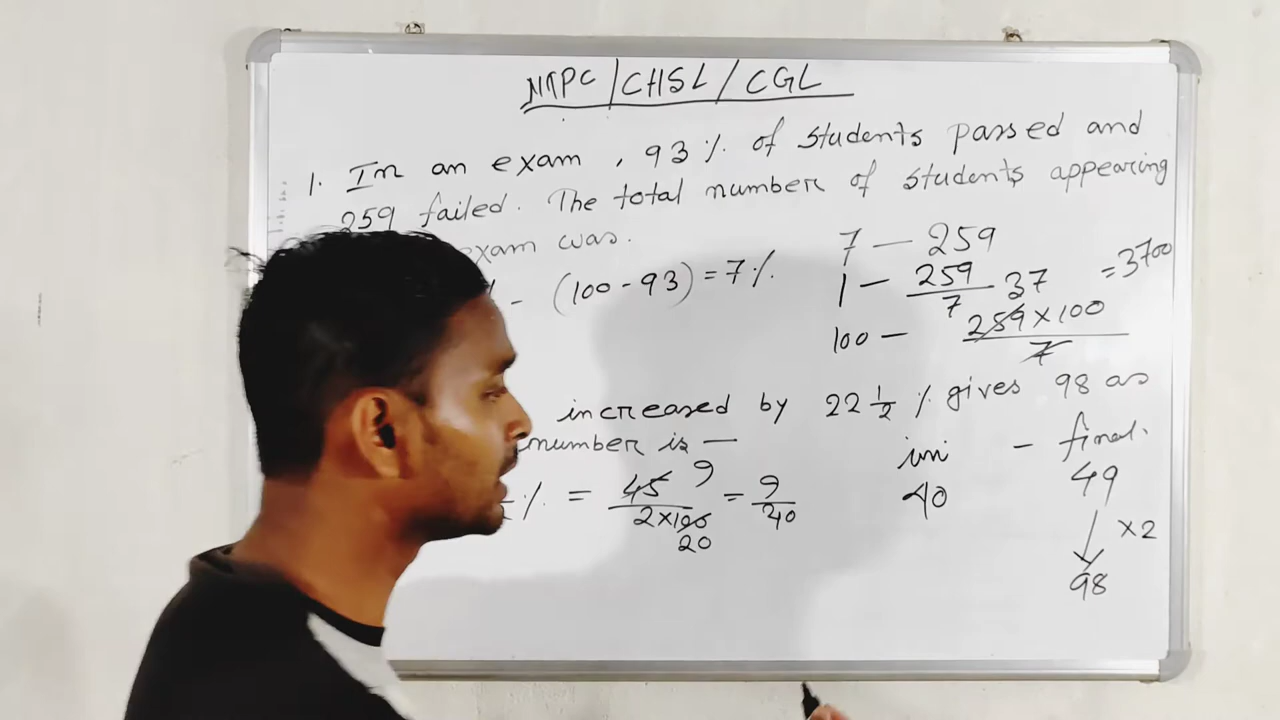 NTPC / CHSL / CGL
1. In an exam, 93% of students passed and
259 failed. The total number of students appearing
exam was.
- (100 - 93) = 7%
7 — 259
1 — 259/7 37
100 — 259 × 100 / 7 = 3700
increased by 22 1/2 % gives 98 as
number is —
% = 45 / 2×100 = 9/40
9
20
ini - final.
40 49
×2
98